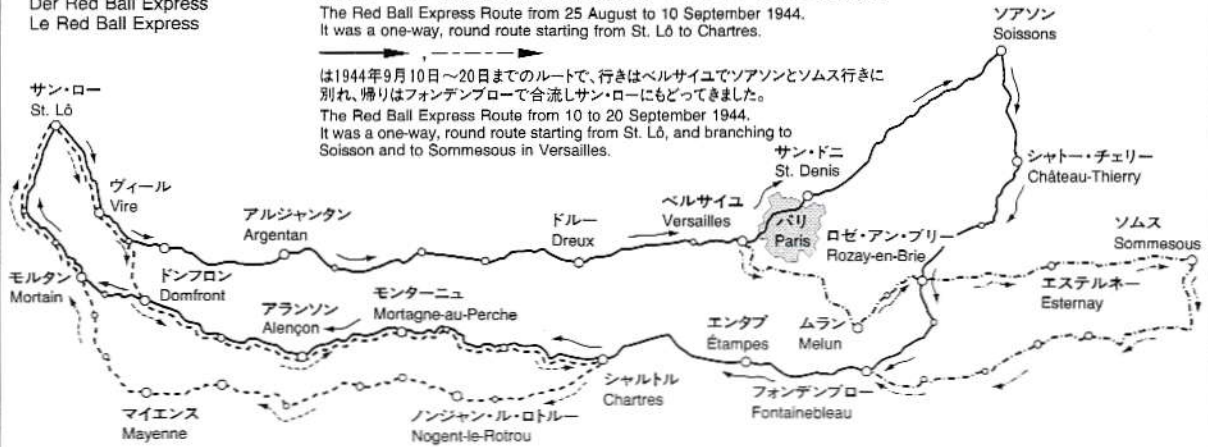 Der Red Ball Express
Le Red Ball Express
The Red Ball Express Route from 25 August to 10 September 1944.
It was a one-way, round route starting from St. Lô to Chartres.
は1944年9月10日〜20日までのルートで、行きはベルサイユでソアソンとソムス行きに
別れ、帰りはフォンデンブローで合流しサン・ローにもどってきました。
The Red Ball Express Route from 10 to 20 September 1944.
It was a one-way, round route starting from St. Lô, and branching to
Soisson and to Sommesous in Versailles.
ソアソン
Soissons
サン・ロー
St. Lô
サン・ドニ
St. Denis
シャトー・チェリー
Château-Thierry
ヴィール
Vire
アルジャンタン
Argentan
ドルー
Dreux
ベルサイユ
Versailles
パリ
Paris
ロゼ・アン・ブリー
Rozay-en-Brie
ソムス
Sommesous
モルタン
Mortain
ドンフロン
Domfront
アランソン
Alençon
モンターニュ
Mortagne-au-Perche
エンタプ
Étampes
ムラン
Melun
エステルネー
Esternay
マイエンス
Mayenne
ノンジャン・ル・ロトルー
Nogent-le-Rotrou
シャルトル
Chartres
フォンデンブロー
Fontainebleau